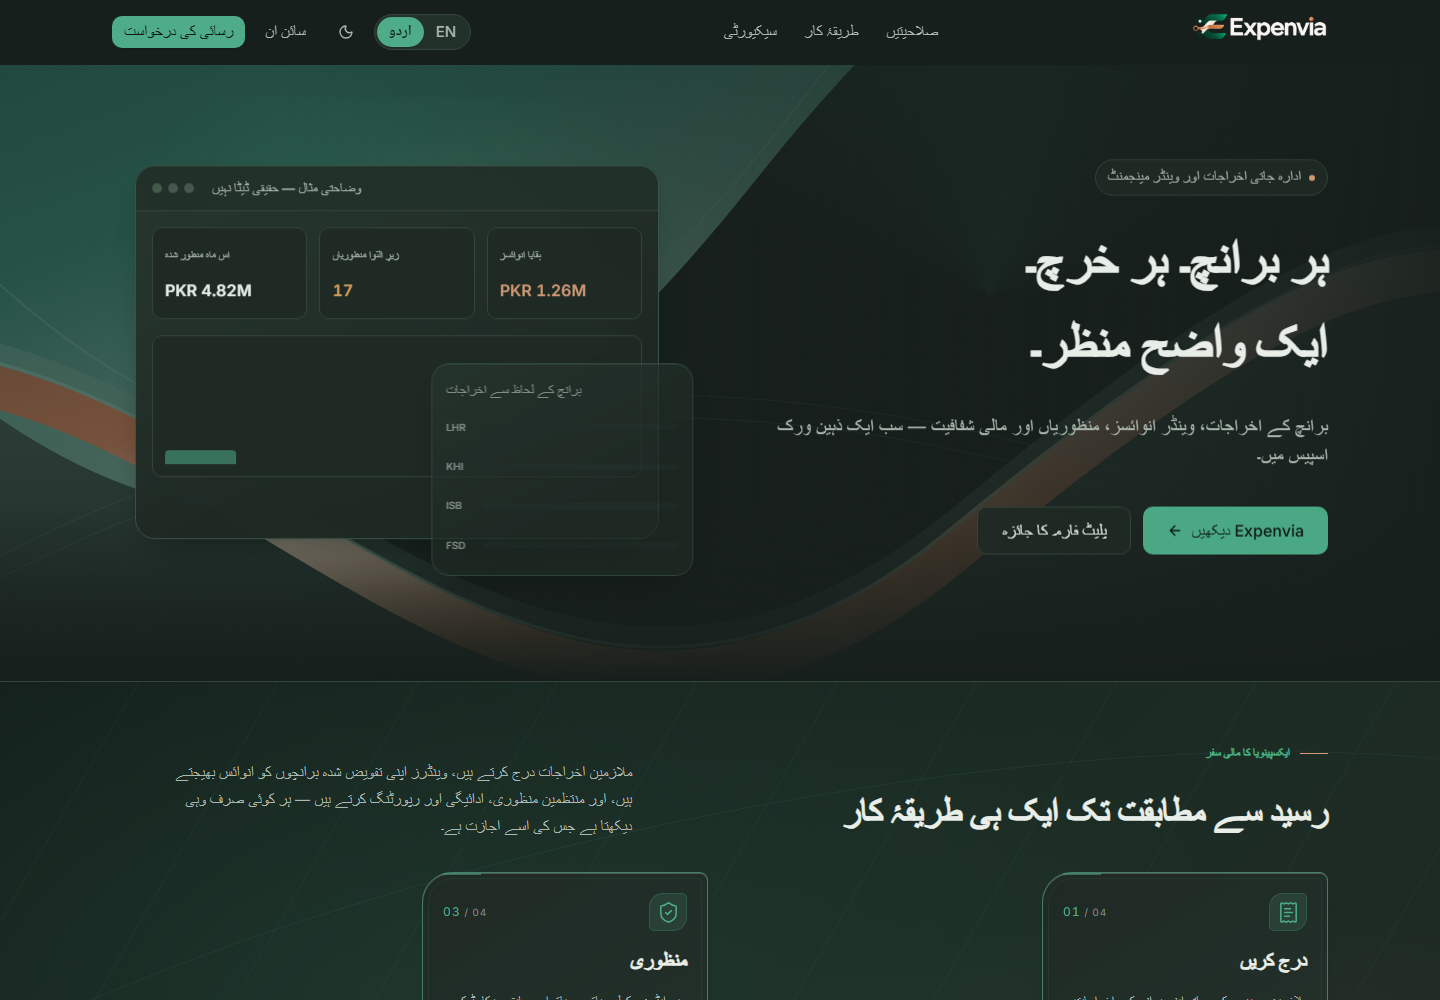 Expenvia
صلاحیتیں
طریقۂ کار
سیکیورٹی
EN
اردو
سائن ان
رسائی کی درخواست
ادارہ جاتی اخراجات اور وینڈر مینجمنٹ
ہر برانچ۔ ہر خرچ۔
ایک واضح منظر۔
برانچ کے اخراجات، وینڈر انوائسز، منظوریاں اور مالی شفافیت — سب ایک ذہین ورک
اسپیس میں۔
Expenvia دیکھیں
پلیٹ فارم کا جائزہ
وضاحتی مثال — حقیقی ڈیٹا نہیں
بقایا انوائسز
PKR 1.26M
زیرِ التوا منظوریاں
17
اس ماہ منظور شدہ
PKR 4.82M
برانچ کے لحاظ سے اخراجات
LHR
KHI
ISB
FSD
ایکسپینویا کا مالی سفر
رسید سے مطابقت تک ایک ہی طریقۂ کار
ملازمین اخراجات درج کرتے ہیں، وینڈرز اپنی تفویض شدہ برانچوں کو انوائس بھیجتے
ہیں، اور منتظمین منظوری، ادائیگی اور رپورٹنگ کرتے ہیں — ہر کوئی صرف وہی
دیکھتا ہے جس کی اسے اجازت ہے۔
01 / 04
درج کریں
03 / 04
منظوری